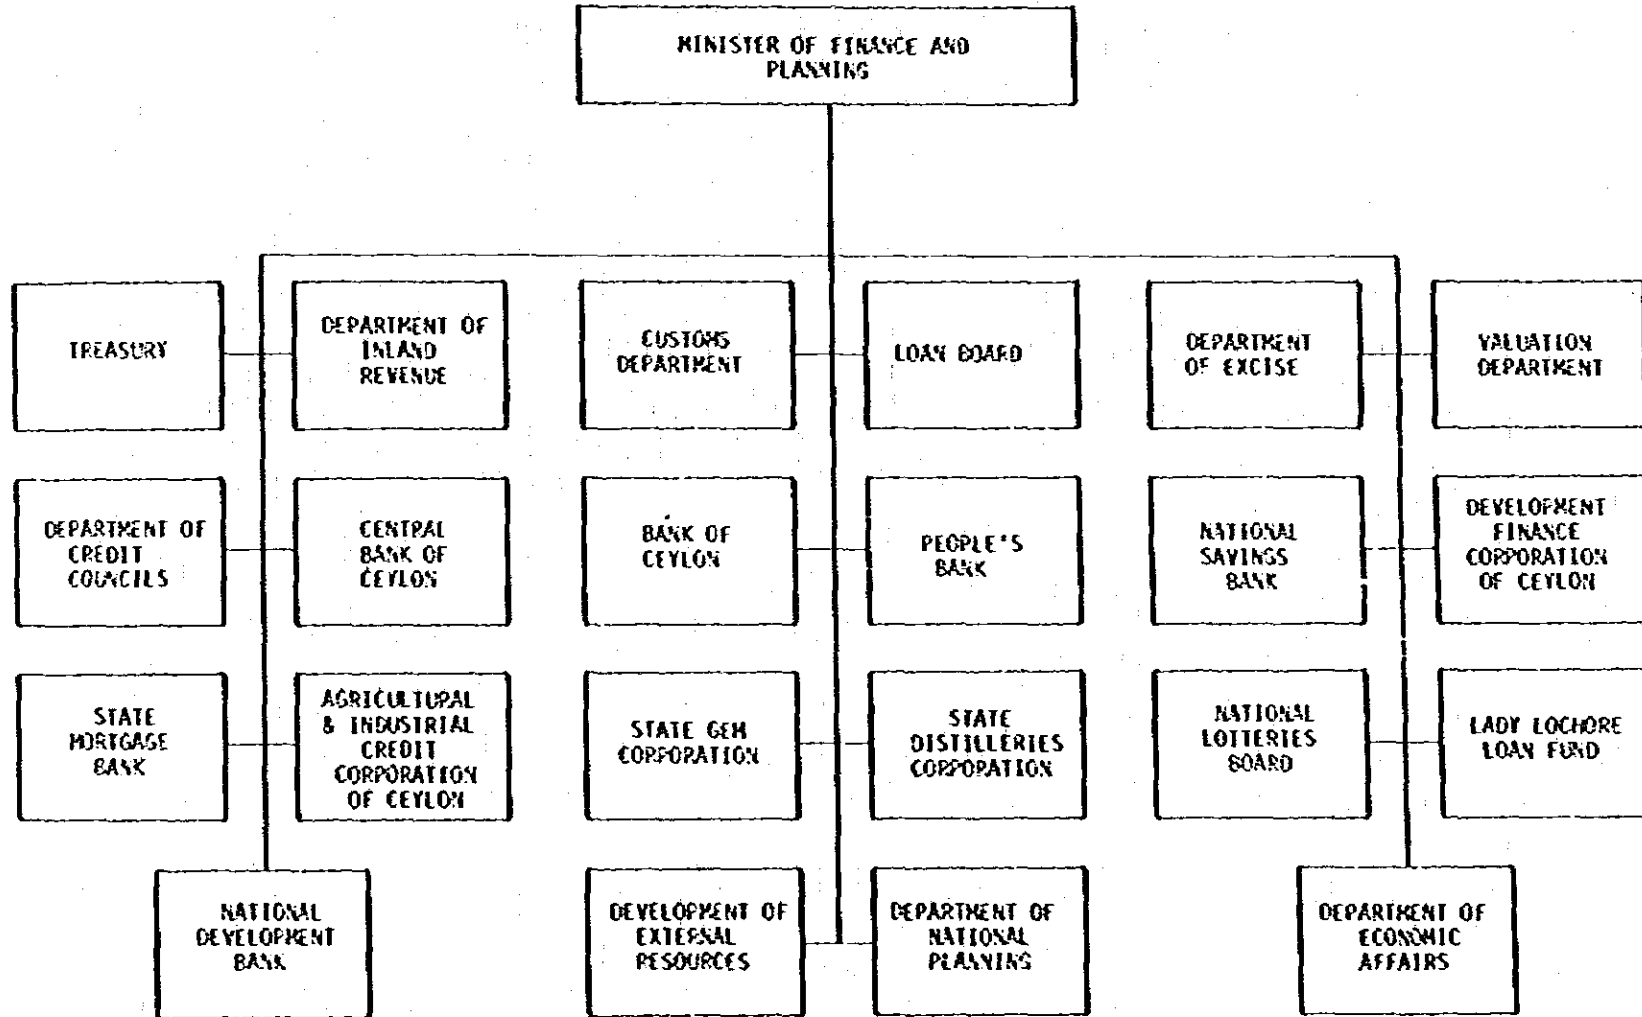 MINISTER OF FINANCE AND
PLANNING
TREASURY
DEPARTMENT OF
INLAND
REVENUE
CUSTOMS
DEPARTMENT
LOAN BOARD
DEPARTMENT
OF EXCISE
VALUATION
DEPARTMENT
DEPARTMENT OF
CREDIT
COUNCILS
CENTRAL
BANK OF
CEYLON
BANK OF
CEYLON
PEOPLE'S
BANK
NATIONAL
SAVINGS
BANK
DEVELOPMENT
FINANCE
CORPORATION
OF CEYLON
STATE
MORTGAGE
BANK
AGRICULTURAL
& INDUSTRIAL
CREDIT
CORPORATION
OF CEYLON
STATE GEM
CORPORATION
STATE
DISTILLERIES
CORPORATION
NATIONAL
LOTTERIES
BOARD
LADY LOCHORE
LOAN FUND
NATIONAL
DEVELOPMENT
BANK
DEVELOPMENT OF
EXTERNAL
RESOURCES
DEPARTMENT OF
NATIONAL
PLANNING
DEPARTMENT OF
ECONOMIC
AFFAIRS